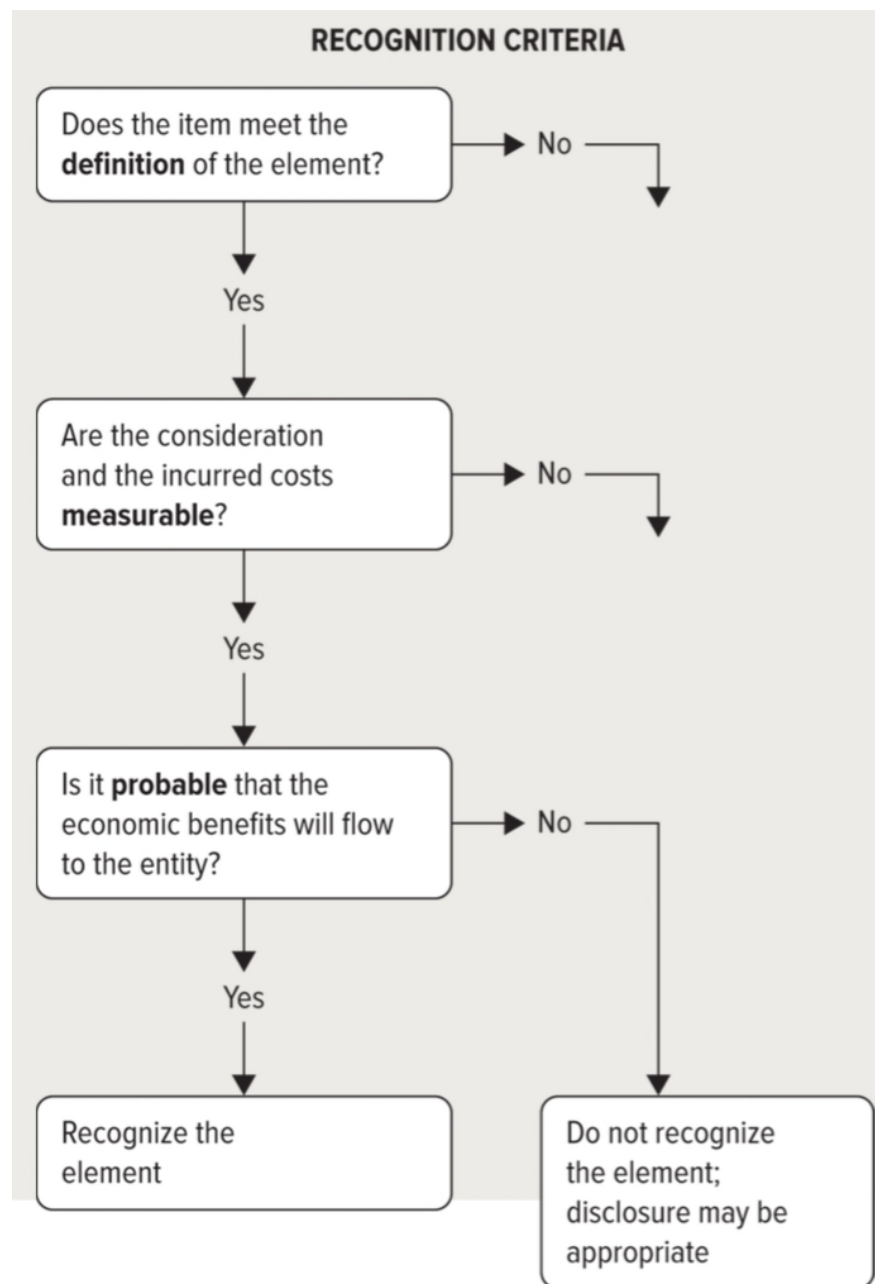 RECOGNITION CRITERIA
Does the item meet the
definition of the element?
No
Yes
Are the consideration
and the incurred costs
measurable?
No
Yes
Is it probable that the
economic benefits will flow
to the entity?
No
Yes
Recognize the
element
Do not recognize
the element;
disclosure may be
appropriate